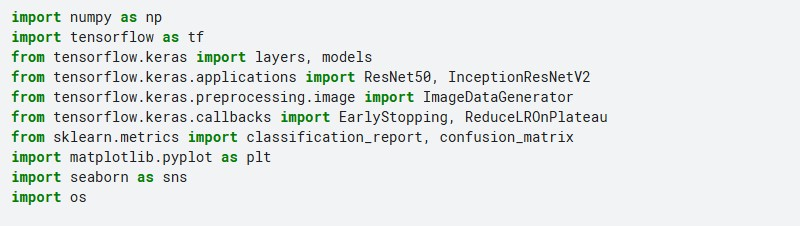 import numpy as np
import tensorflow as tf
from tensorflow.keras import layers, models
from tensorflow.keras.applications import ResNet50, InceptionResNetV2
from tensorflow.keras.preprocessing.image import ImageDataGenerator
from tensorflow.keras.callbacks import EarlyStopping, ReduceLROnPlateau
from sklearn.metrics import classification_report, confusion_matrix
import matplotlib.pyplot as plt
import seaborn as sns
import os